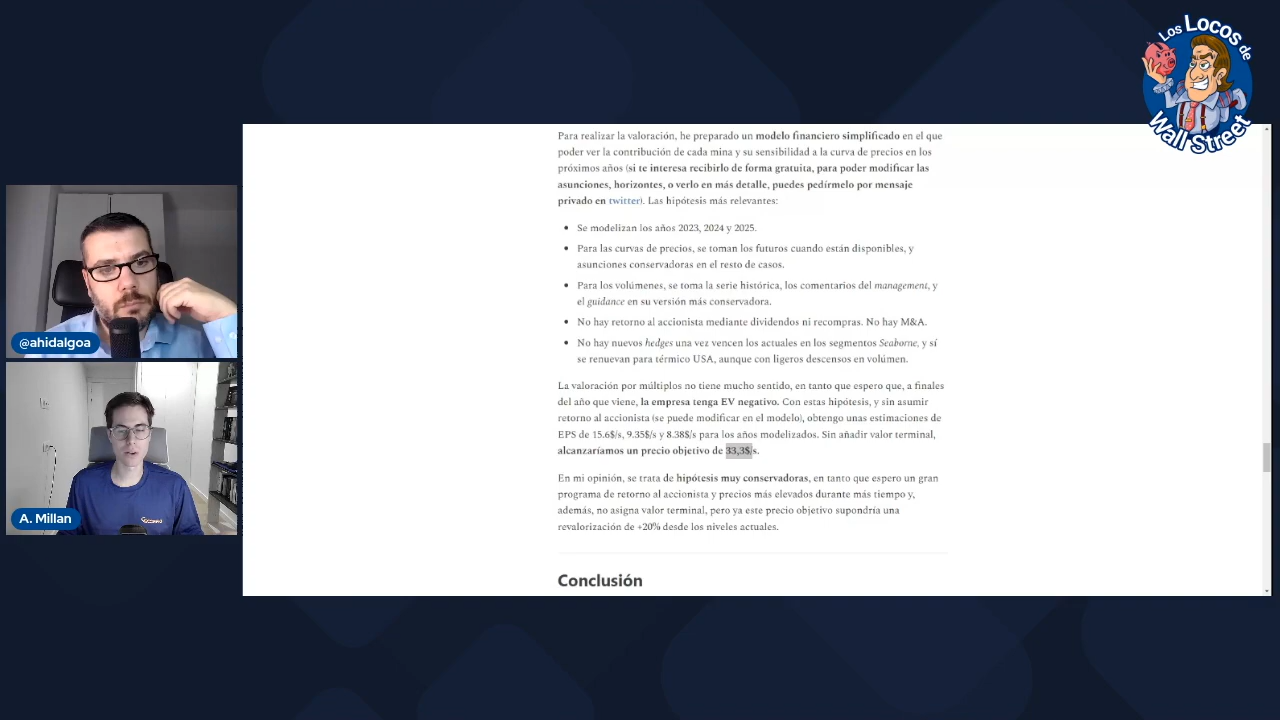 Los Locos de
Wall Street
Para realizar la valoración, he preparado un modelo financiero simplificado en el que
poder ver la contribución de cada mina y su sensibilidad a la curva de precios en los
próximos años (si te interesa recibirlo de forma gratuita, para poder modificar las
asunciones, horizontes, o verlo en más detalle, puedes pedírmelo por mensaje
privado en twitter). Las hipótesis más relevantes:
• Se modelizan los años 2023, 2024 y 2025.
• Para las curvas de precios, se toman los futuros cuando están disponibles, y
asunciones conservadoras en el resto de casos.
• Para los volúmenes, se toma la serie histórica, los comentarios del management, y
el guidance en su versión más conservadora.
• No hay retorno al accionista mediante dividendos ni recompras. No hay M&A.
• No hay nuevos hedges una vez vencen los actuales en los segmentos Seaborne, y sí
se renuevan para térmico USA, aunque con ligeros descensos en volúmen.
La valoración por múltiplos no tiene mucho sentido, en tanto que espero que, a finales
del año que viene, la empresa tenga EV negativo. Con estas hipótesis, y sin asumir
retorno al accionista (se puede modificar en el modelo), obtengo unas estimaciones de
EPS de 15.6$/s, 9.35$/s y 8.38$/s para los años modelizados. Sin añadir valor terminal,
alcanzaríamos un precio objetivo de 33,3$/s.
En mi opinión, se trata de hipótesis muy conservadoras, en tanto que espero un gran
programa de retorno al accionista y precios más elevados durante más tiempo y,
además, no asigna valor terminal, pero ya este precio objetivo supondría una
revalorización de +20% desde los niveles actuales.
Conclusión
@ahidalgoa
A. Millan